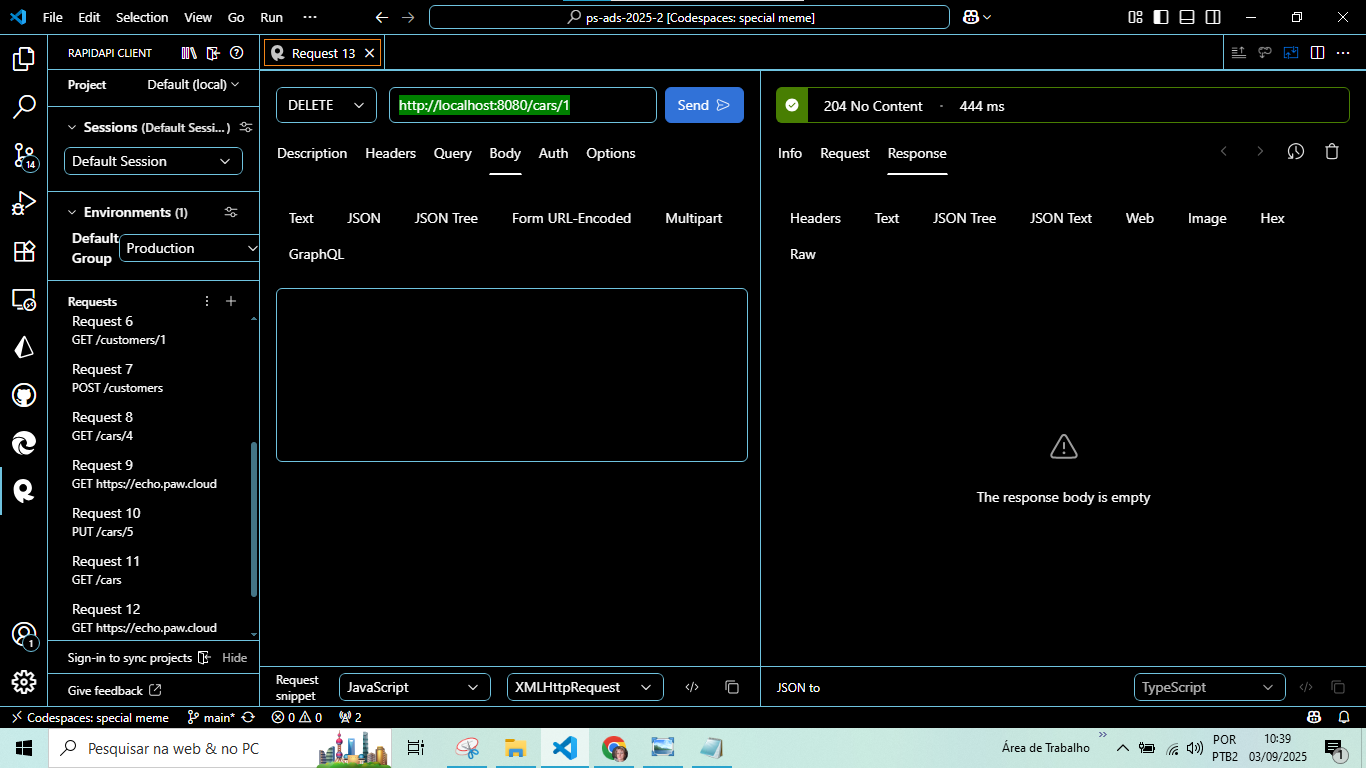 File Edit Selection View Go Run ···
ps-ads-2025-2 [Codespaces: special meme]
RAPIDAPI CLIENT
Request 13
Project Default (local)
DELETE http://localhost:8080/cars/1 Send
204 No Content · 444 ms
Sessions (Default Sessi...)
Default Session
Description Headers Query Body Auth Options
Info Request Response
14
Environments (1)
Default Group Production
Text JSON JSON Tree Form URL-Encoded Multipart
GraphQL
Headers Text JSON Tree JSON Text Web Image Hex
Raw
Requests
Request 6
GET /customers/1
Request 7
POST /customers
Request 8
GET /cars/4
Request 9
GET https://echo.paw.cloud
Request 10
PUT /cars/5
Request 11
GET /cars
Request 12
GET https://echo.paw.cloud
The response body is empty
1
Sign-in to sync projects Hide
Give feedback
Request snippet JavaScript XMLHttpRequest
JSON to TypeScript
Codespaces: special meme main* 0 0 2
Pesquisar na web & no PC
Área de Trabalho
POR
PTB2
10:39
03/09/2025
1